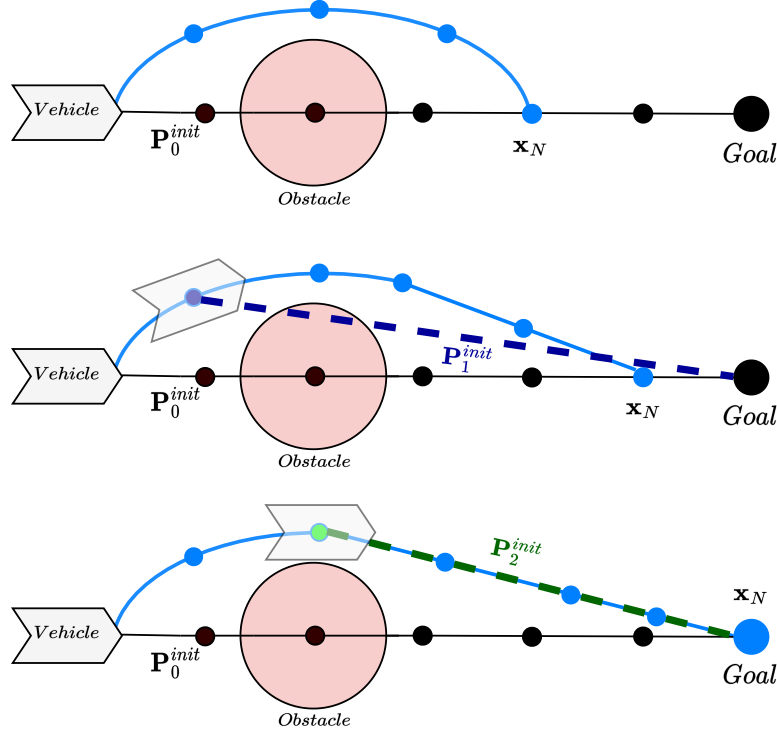 Vehicle
P_0^{init}
x_N
Goal
Obstacle
Vehicle
P_1^{init}
P_0^{init}
x_N
Goal
Obstacle
P_2^{init}
x_N
Vehicle
P_0^{init}
Goal
Obstacle